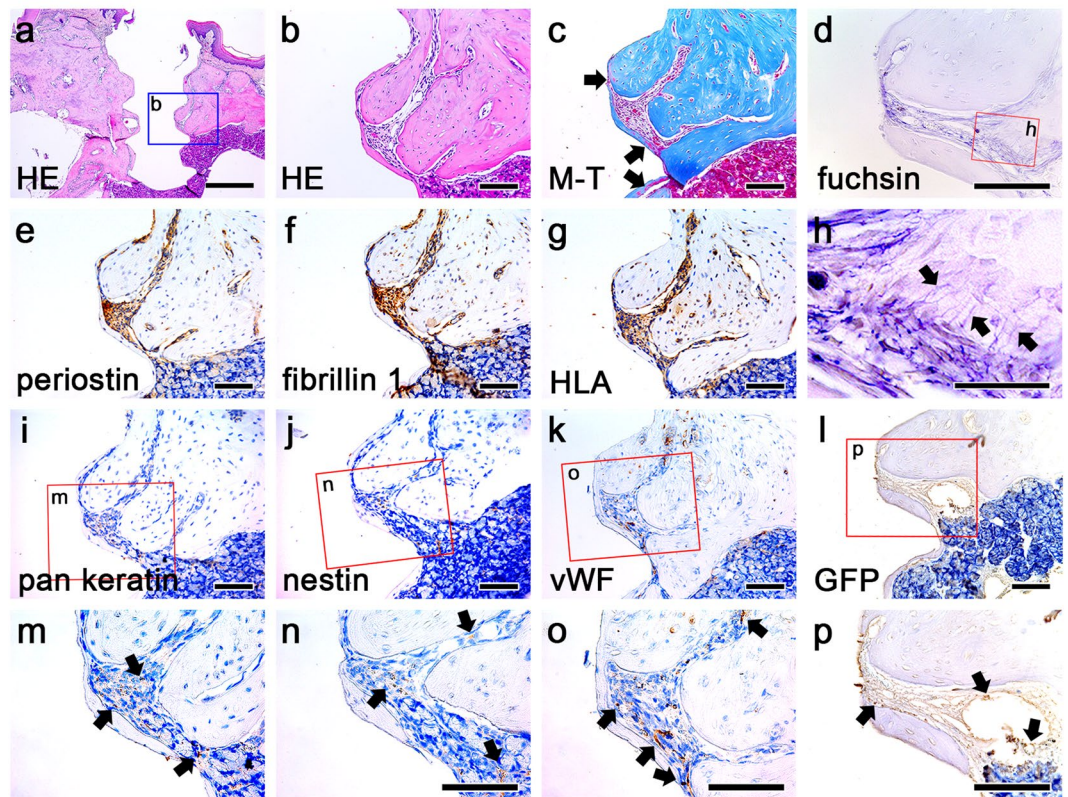 a
b
HE
b
HE
c
M-T
d
h
fuchsin
e
periostin
f
fibrillin 1
g
HLA
h
i
m
pan keratin
j
n
nestin
k
o
vWF
l
p
GFP
m
n
o
p